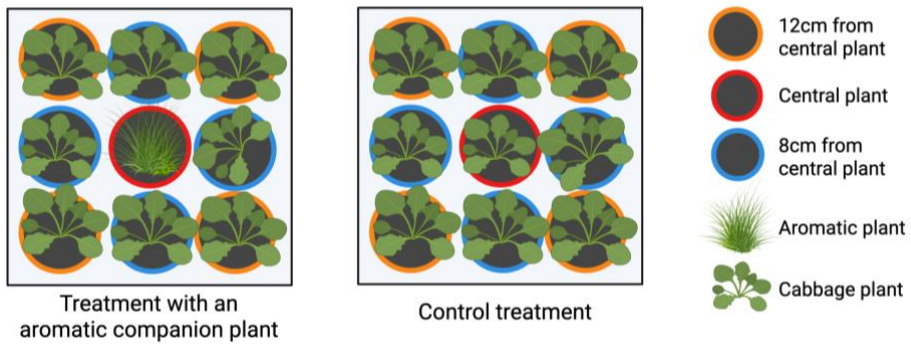 Treatment with an
aromatic companion plant
Control treatment
12cm from
central plant
Central plant
8cm from
central plant
Aromatic plant
Cabbage plant